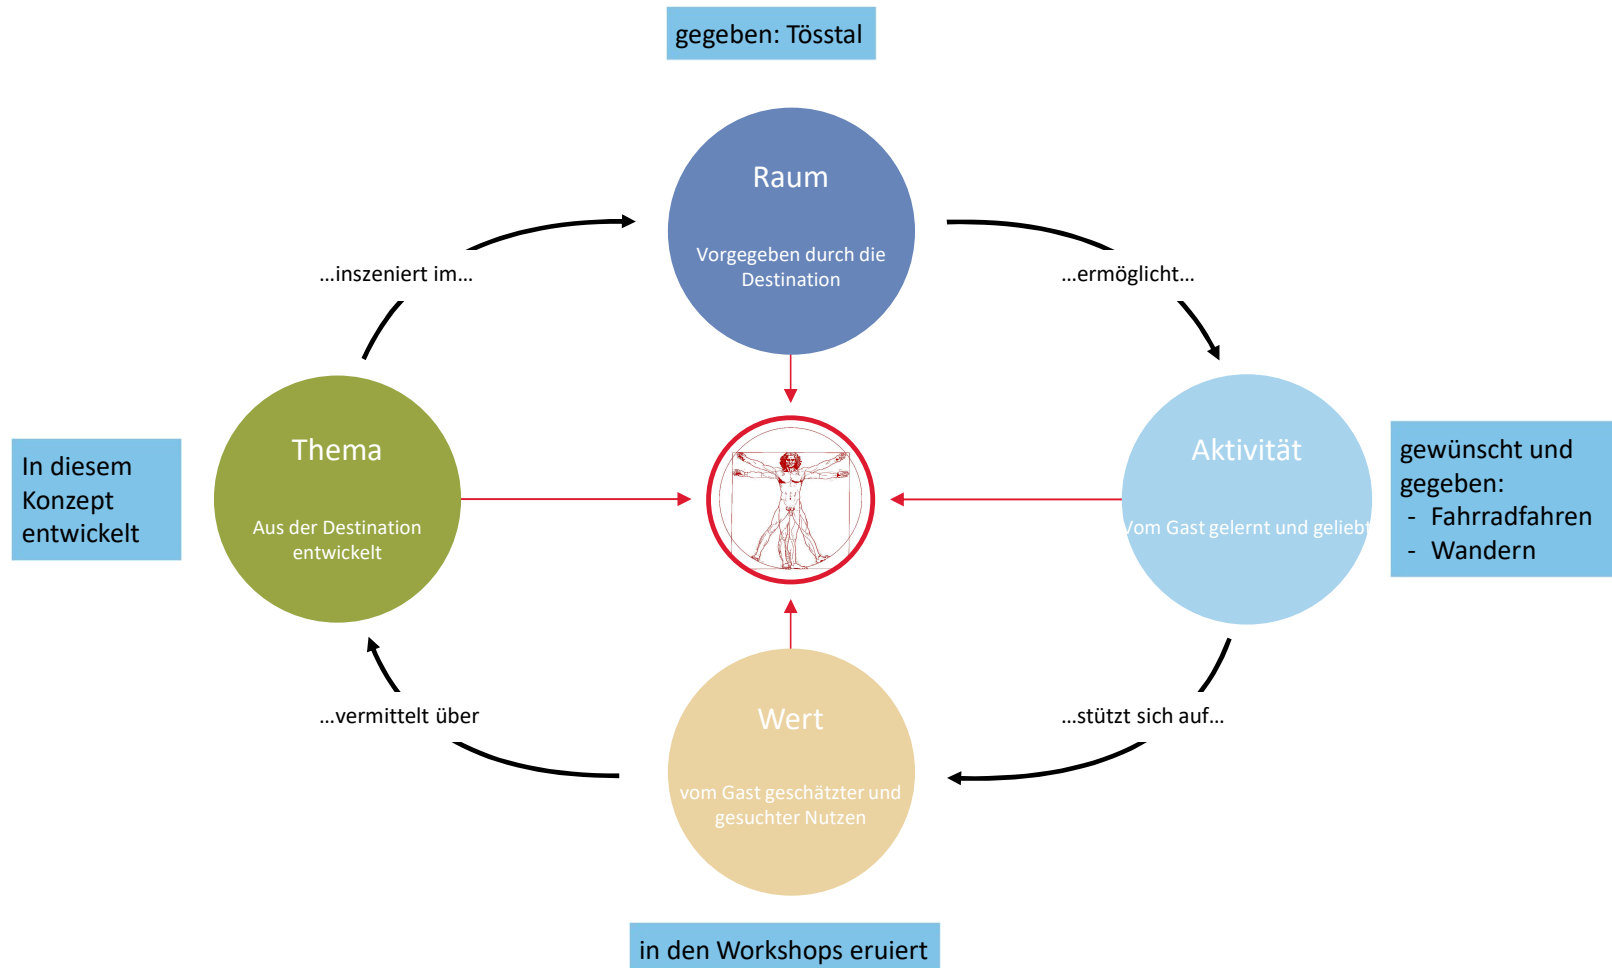 gegeben: Tösstal
Raum
Vorgegeben durch die
Destination
...inszeniert im...
...ermöglicht...
Thema
Aus der Destination
entwickelt
In diesem
Konzept
entwickelt
Aktivität
Vom Gast gelernt und geliebt
gewünscht und
gegeben:
- Fahrradfahren
- Wandern
...vermittelt über
...stützt sich auf...
Wert
vom Gast geschätzter und
gesuchter Nutzen
in den Workshops eruiert